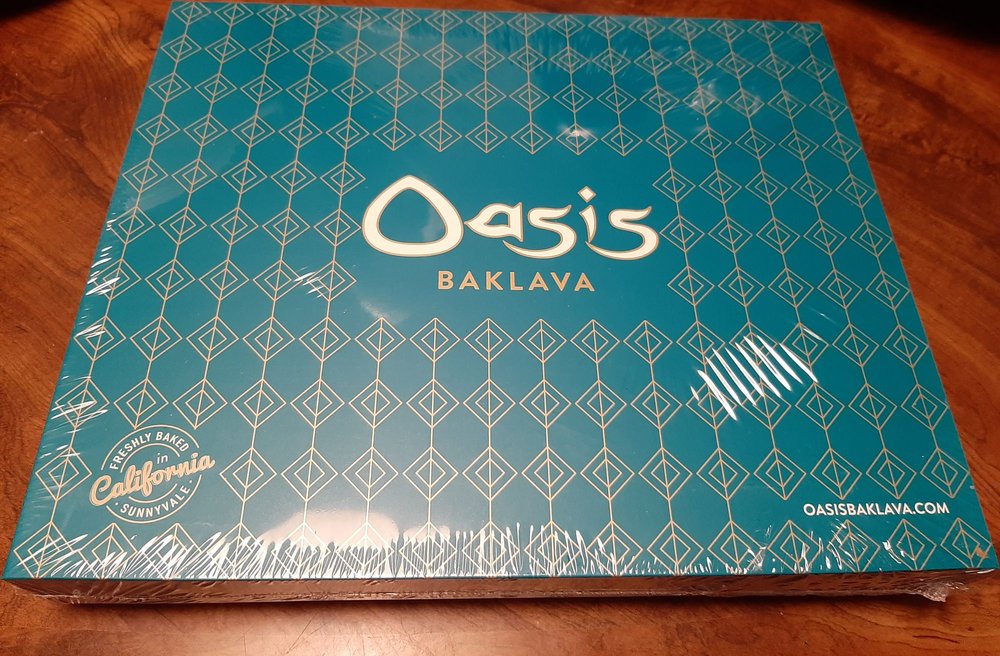 Oasis
BAKLAVA
FRESHLY BAKED
in
California
· SUNNYVALE ·
OASISBAKLAVA.COM